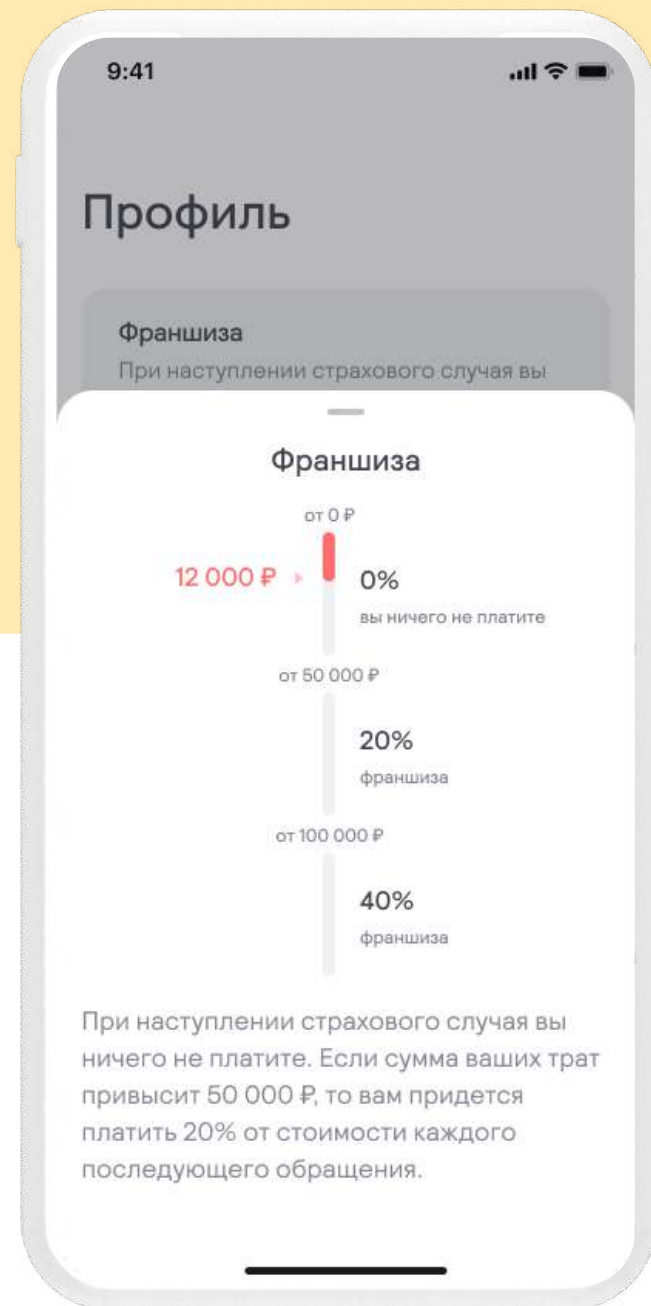 9:41
Профиль
Франшиза
При наступлении страхового случая вы
Франшиза
от 0 ₽
12 000 ₽
0%
вы ничего не платите
от 50 000 ₽
20%
франшиза
от 100 000 ₽
40%
франшиза
При наступлении страхового случая вы
ничего не платите. Если сумма ваших трат
привысит 50 000 ₽, то вам придется
платить 20% от стоимости каждого
последующего обращения.